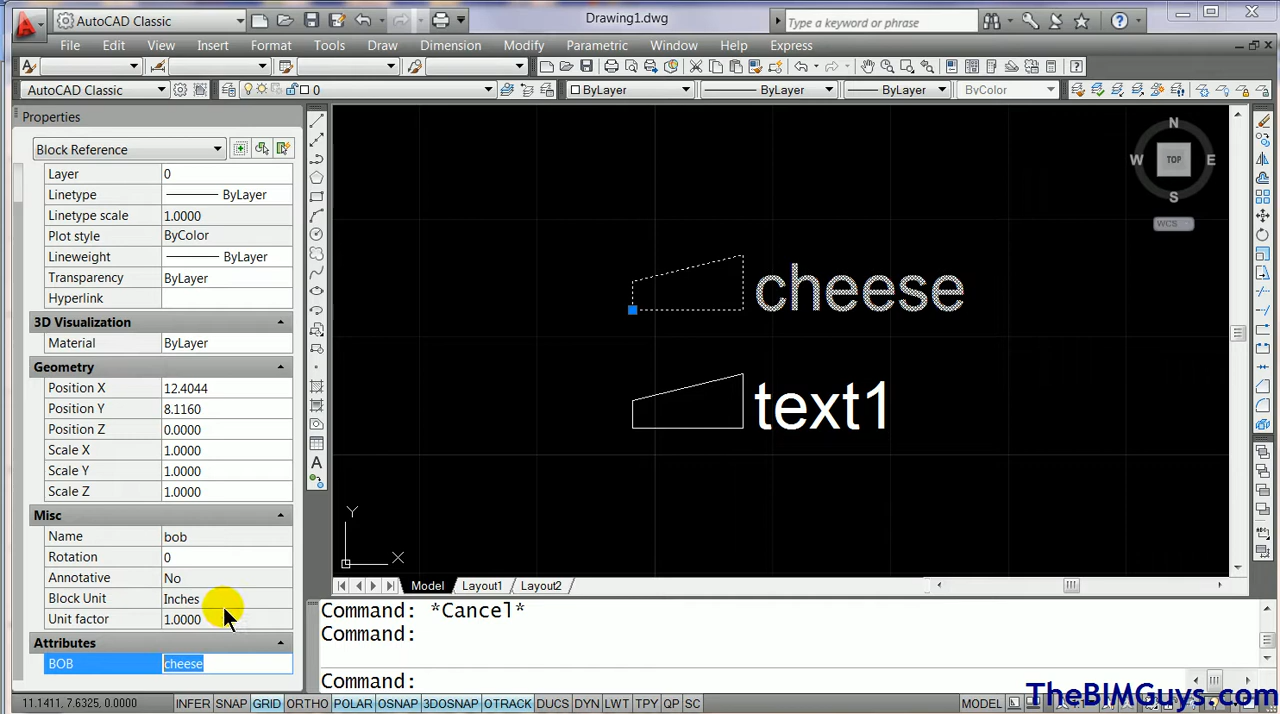 AutoCAD Classic
Drawing1.dwg
Type a keyword or phrase
File Edit View Insert Format Tools Draw Dimension Modify Parametric Window Help Express
AutoCAD Classic
0
ByLayer
ByLayer
ByLayer
ByColor
Properties
Block Reference
Layer 0
Linetype ByLayer
Linetype scale 1.0000
Plot style ByColor
Lineweight ByLayer
Transparency ByLayer
Hyperlink
3D Visualization
Material ByLayer
Geometry
Position X 12.4044
Position Y 8.1160
Position Z 0.0000
Scale X 1.0000
Scale Y 1.0000
Scale Z 1.0000
Misc
Name bob
Rotation 0
Annotative No
Block Unit Inches
Unit factor 1.0000
Attributes
BOB cheese
N
W TOP E
S
WCS
cheese
text1
Y
X
Model Layout1 Layout2
Command: *Cancel*
Command:
Command:
11.1411, 7.6325, 0.0000 INFER SNAP GRID ORTHO POLAR OSNAP 3DOSNAP OTRACK DUCS DYN LWT TPY QP SC MODEL
TheBIMGuys.com